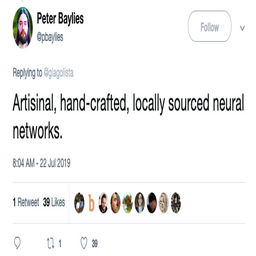 Peter Baylies
@pbaylies
Follow
Replying to @glagolista
Artisinal, hand-crafted, locally sourced neural
networks.
8:04 AM - 22 Jul 2019
1 Retweet 39 Likes
1 39